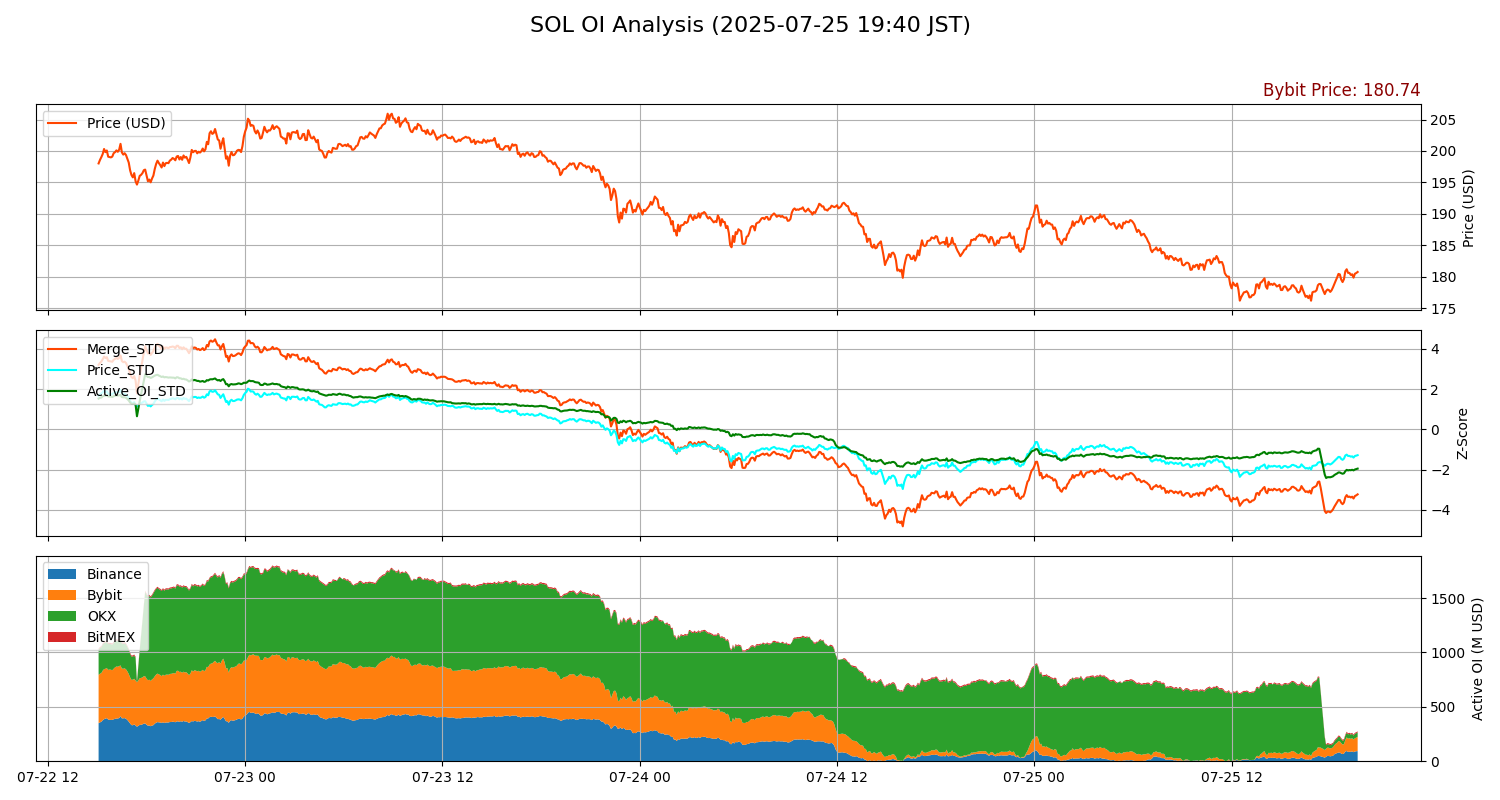 SOL OI Analysis (2025-07-25 19:40 JST)
Bybit Price: 180.74
Price (USD)
205
200
195
190
185
180
175
Price (USD)
Merge_STD
Price_STD
Active_OI_STD
4
2
0
−2
−4
Z-Score
Binance
Bybit
OKX
BitMEX
1500
1000
500
0
Active OI (M USD)
07-22 12
07-23 00
07-23 12
07-24 00
07-24 12
07-25 00
07-25 12